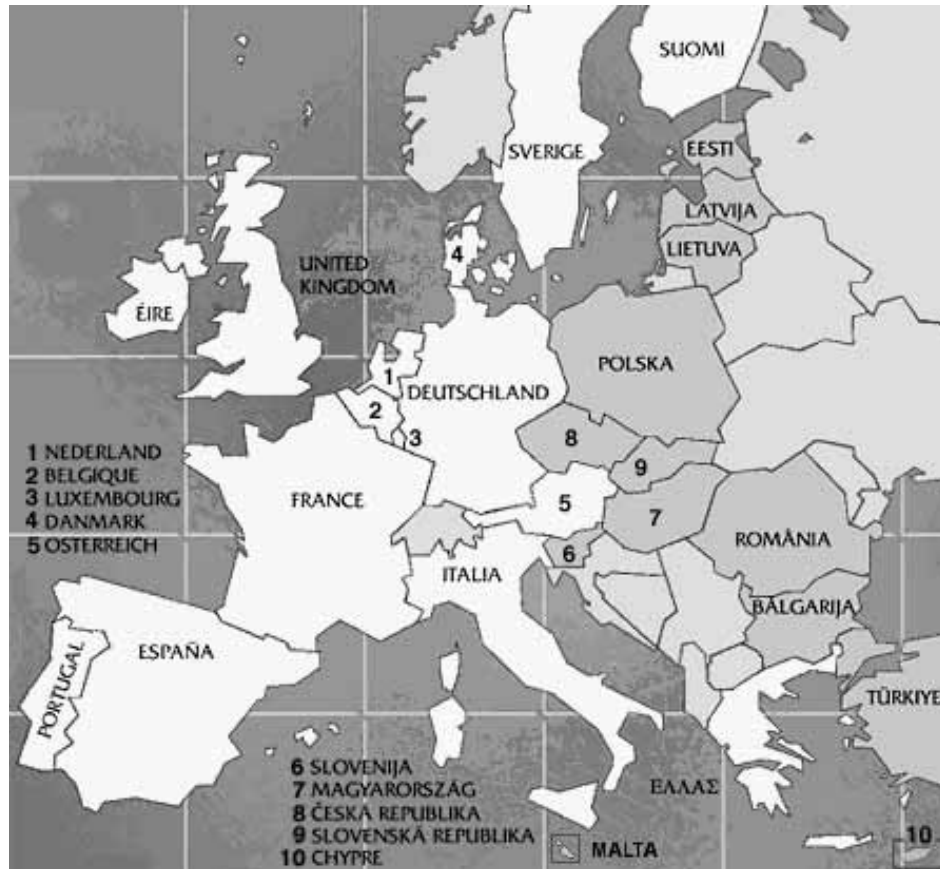 SUOMI
SVERIGE
EESTI
LATVIJA
LIETUVA
4
UNITED
KINGDOM
ÉIRE
POLSKA
1
DEUTSCHLAND
2
3
8
9
1 NEDERLAND
2 BELGIQUE
3 LUXEMBOURG
4 DANMARK
5 OSTERREICH
FRANCE
5
7
6
ROMÂNIA
ITALIA
BÅLGARIJA
ESPAÑA
PORTUGAL
TÜRKIYE
6 SLOVENIJA
7 MAGYARORSZÁG
8 ČESKÁ REPUBLIKA
9 SLOVENSKÁ REPUBLIKA
10 CHYPRE
ΕΛΛΑΣ
MALTA
10